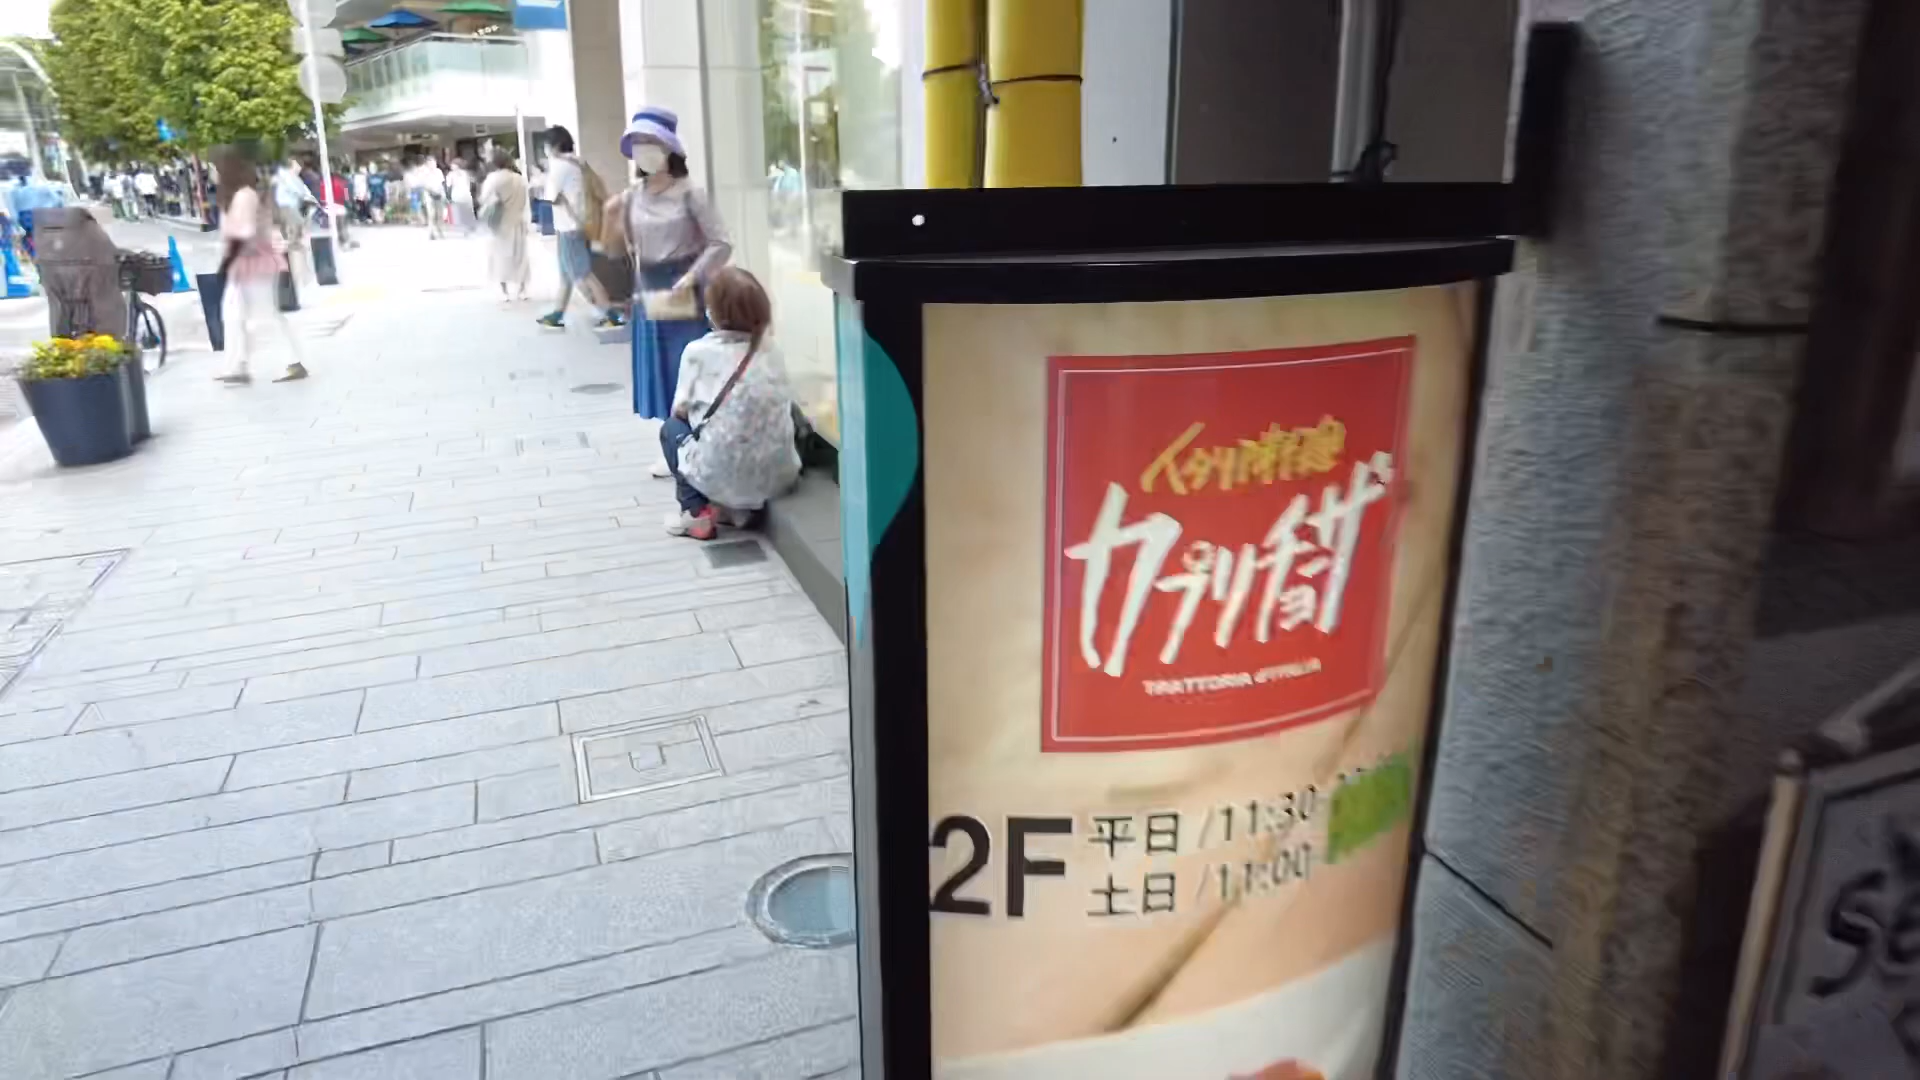 イタリア料理
カプリチョーザ
TRATTORIA d'ITALIA
2F
平日/11:30-
土日/11:00-